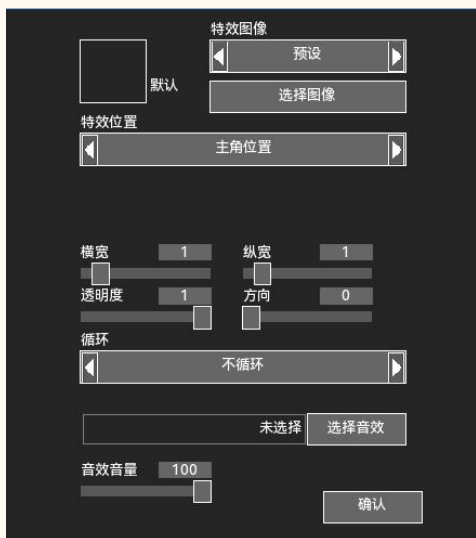 特效图像
预设
默认
选择图像
特效位置
主角位置
横宽 1 纵宽 1
透明度 1 方向 0
循环
不循环
未选择 选择音效
音效音量 100
确认